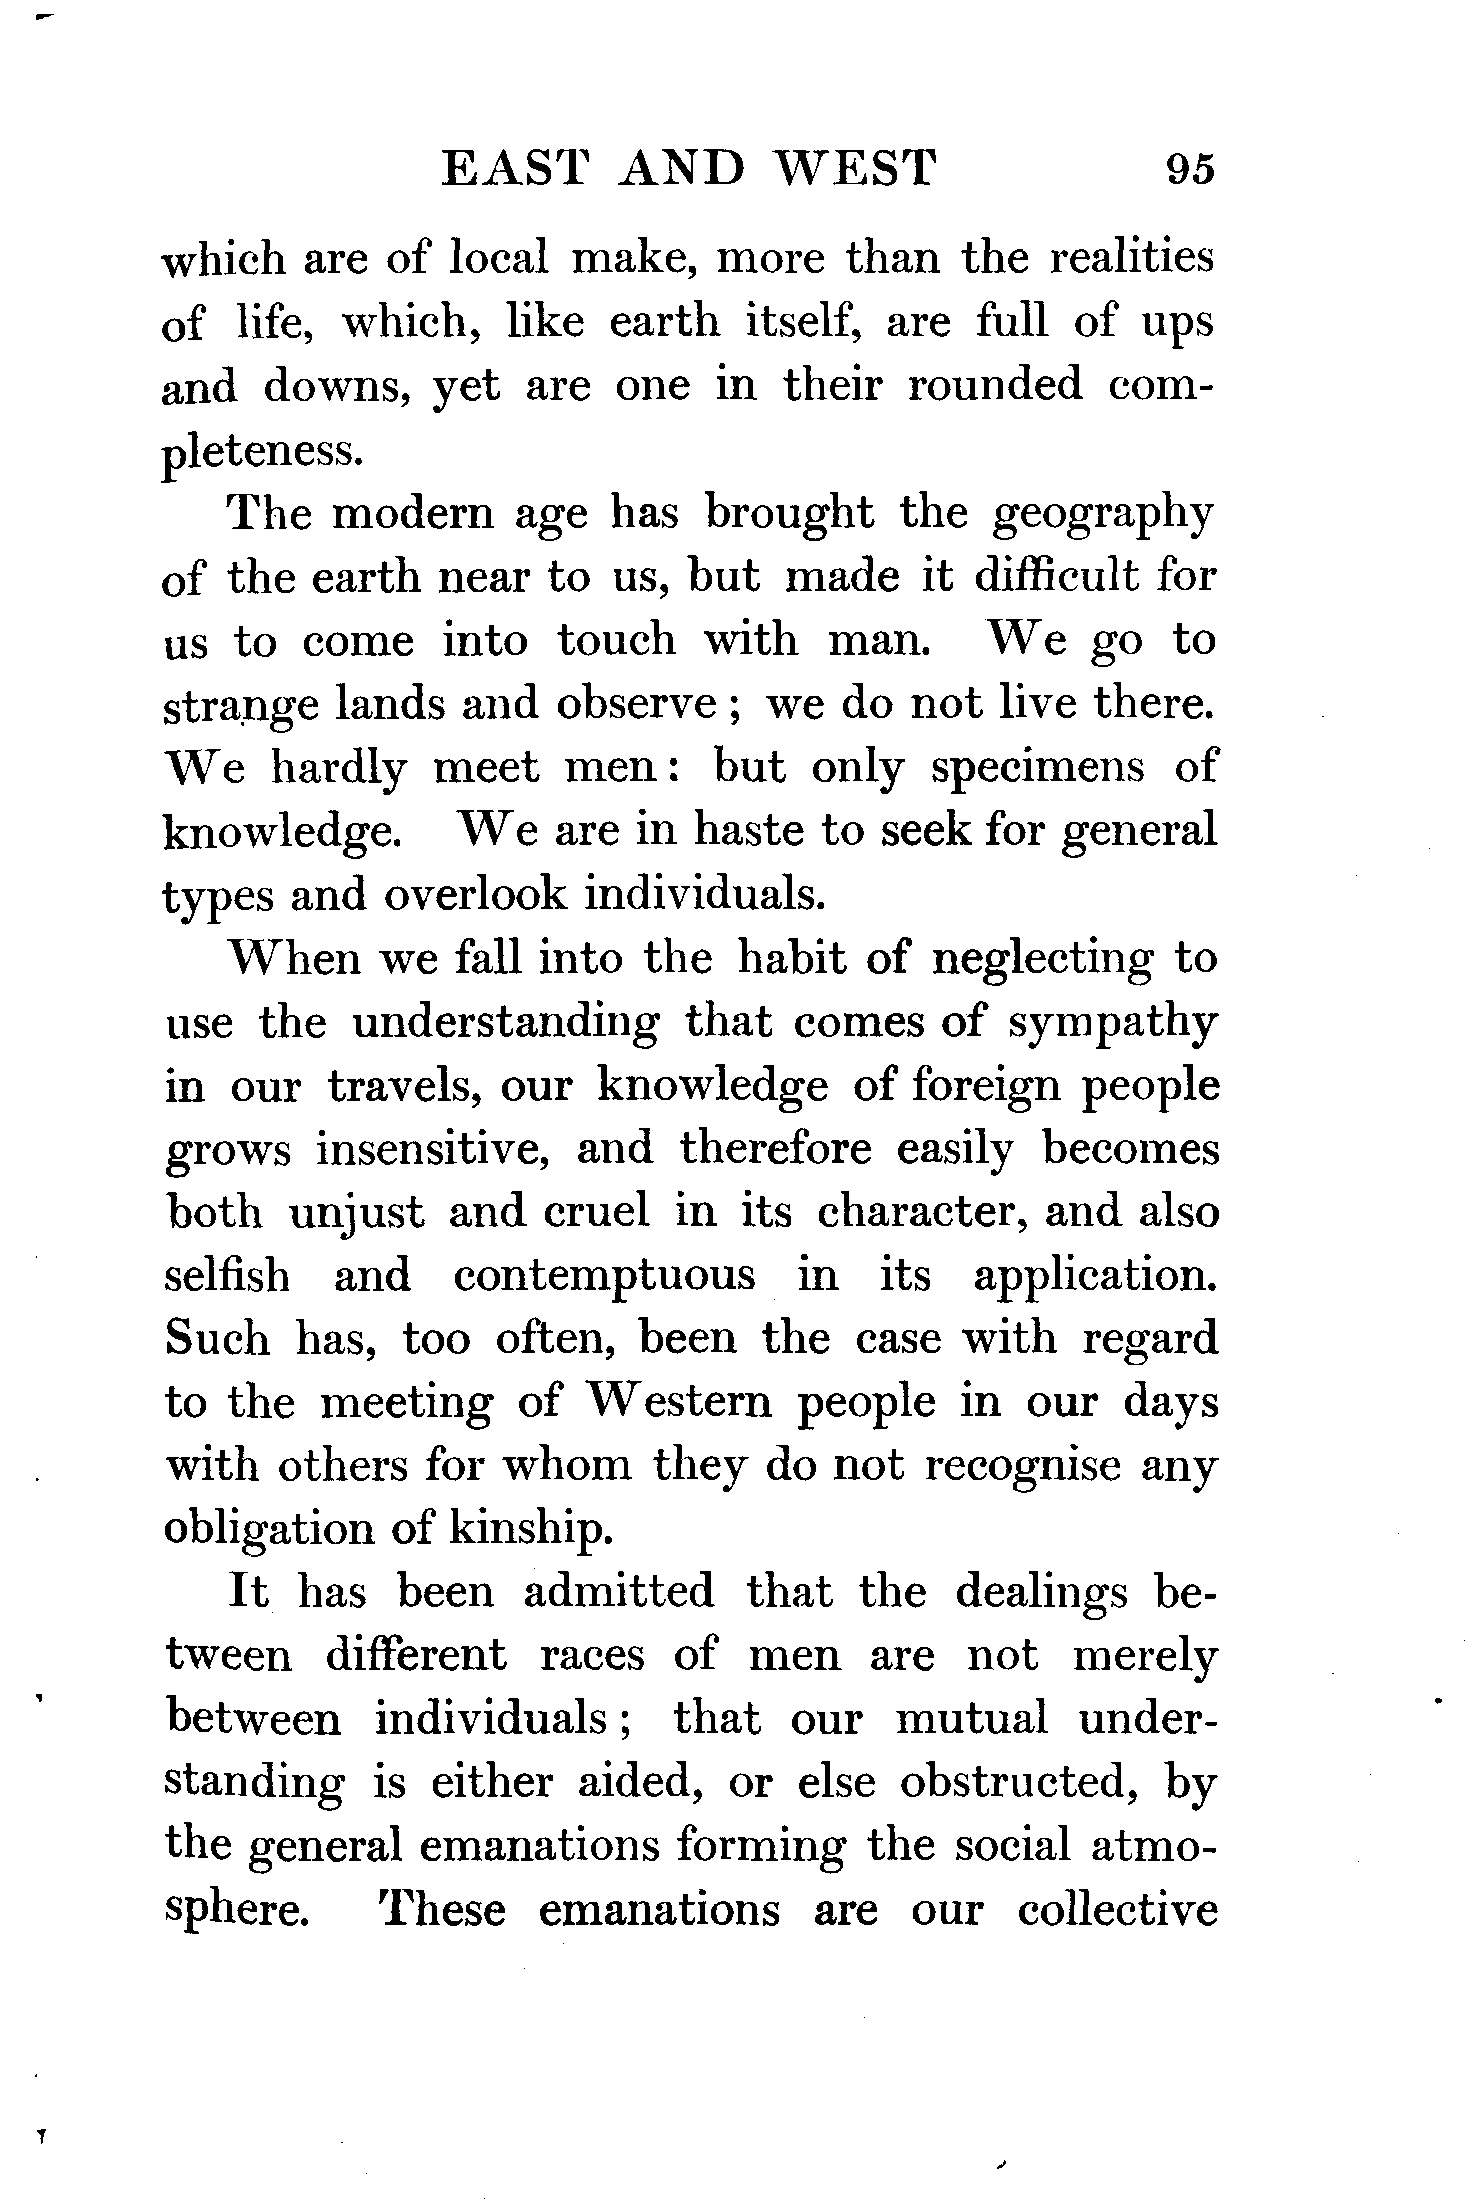 EAST AND WEST 95
which are of local make, more than the realities
of life, which, like earth itself, are full of ups
and downs, yet are one in their rounded com-
pleteness.
The modern age has brought the geography
of the earth near to us, but made it difficult for
us to come into touch with man. We go to
strange lands and observe ; we do not live there.
We hardly meet men : but only specimens of
knowledge. We are in haste to seek for general
types and overlook individuals.
When we fall into the habit of neglecting to
use the understanding that comes of sympathy
in our travels, our knowledge of foreign people
grows insensitive, and therefore easily becomes
both unjust and cruel in its character, and also
selfish and contemptuous in its application.
Such has, too often, been the case with regard
to the meeting of Western people in our days
with others for whom they do not recognise any
obligation of kinship.
It has been admitted that the dealings be-
tween different races of men are not merely
between individuals ; that our mutual under-
standing is either aided, or else obstructed, by
the general emanations forming the social atmo-
sphere. These emanations are our collective